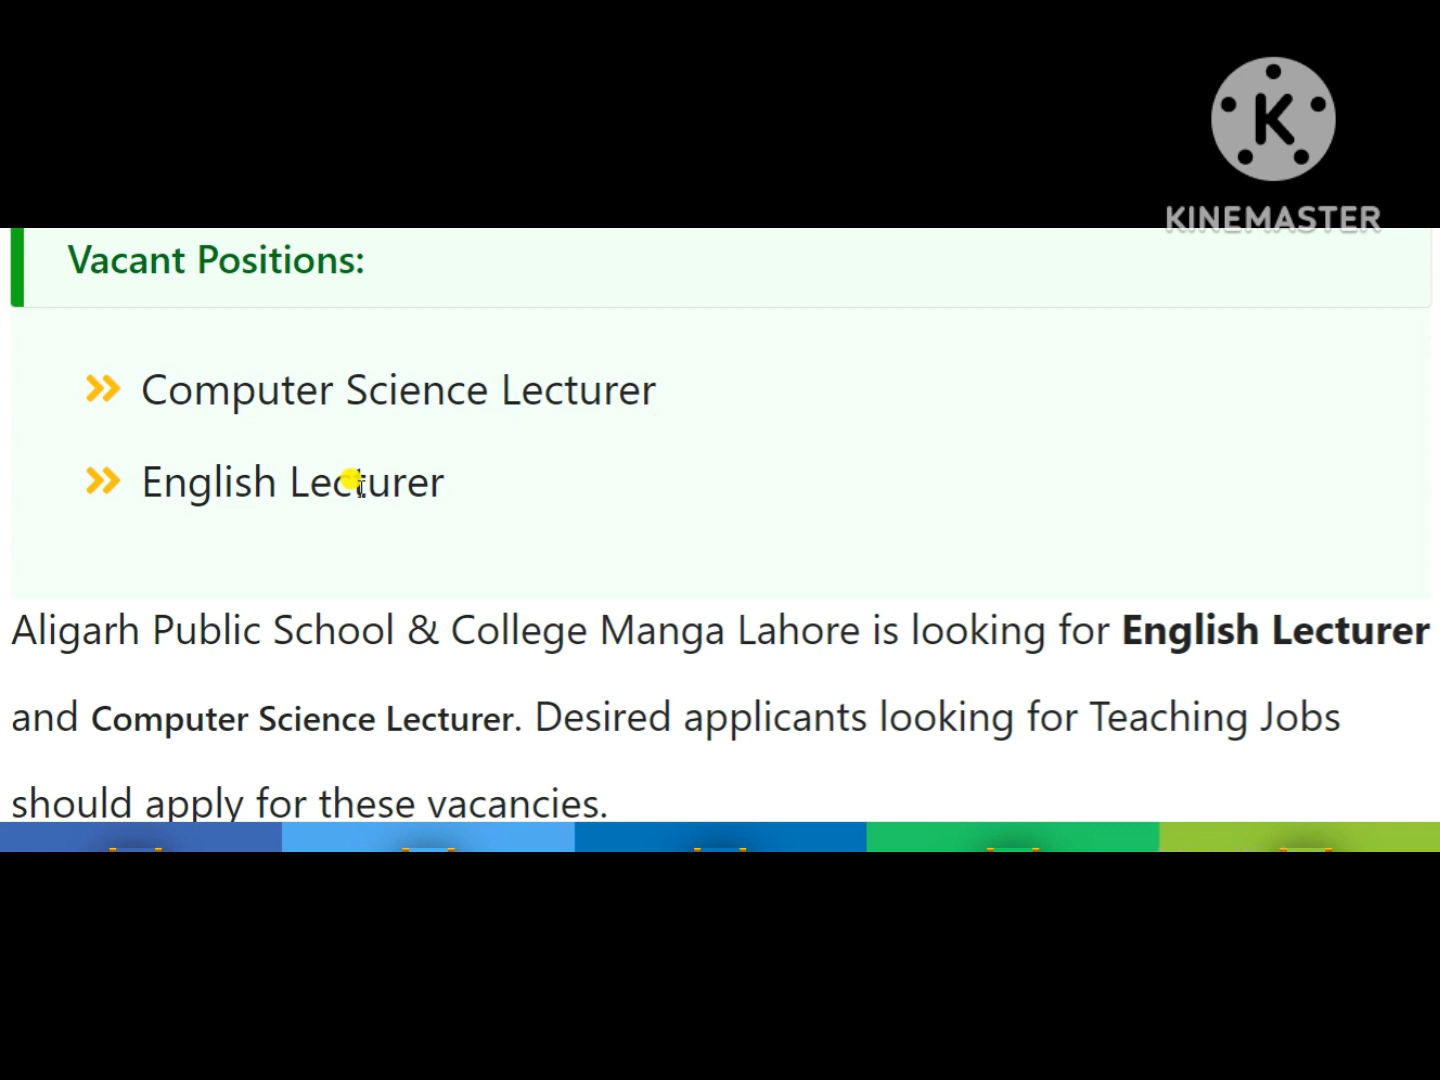 K
KINEMASTER
Vacant Positions:
Computer Science Lecturer
English Lecturer
Aligarh Public School & College Manga Lahore is looking for English Lecturer
and Computer Science Lecturer. Desired applicants looking for Teaching Jobs
should apply for these vacancies.